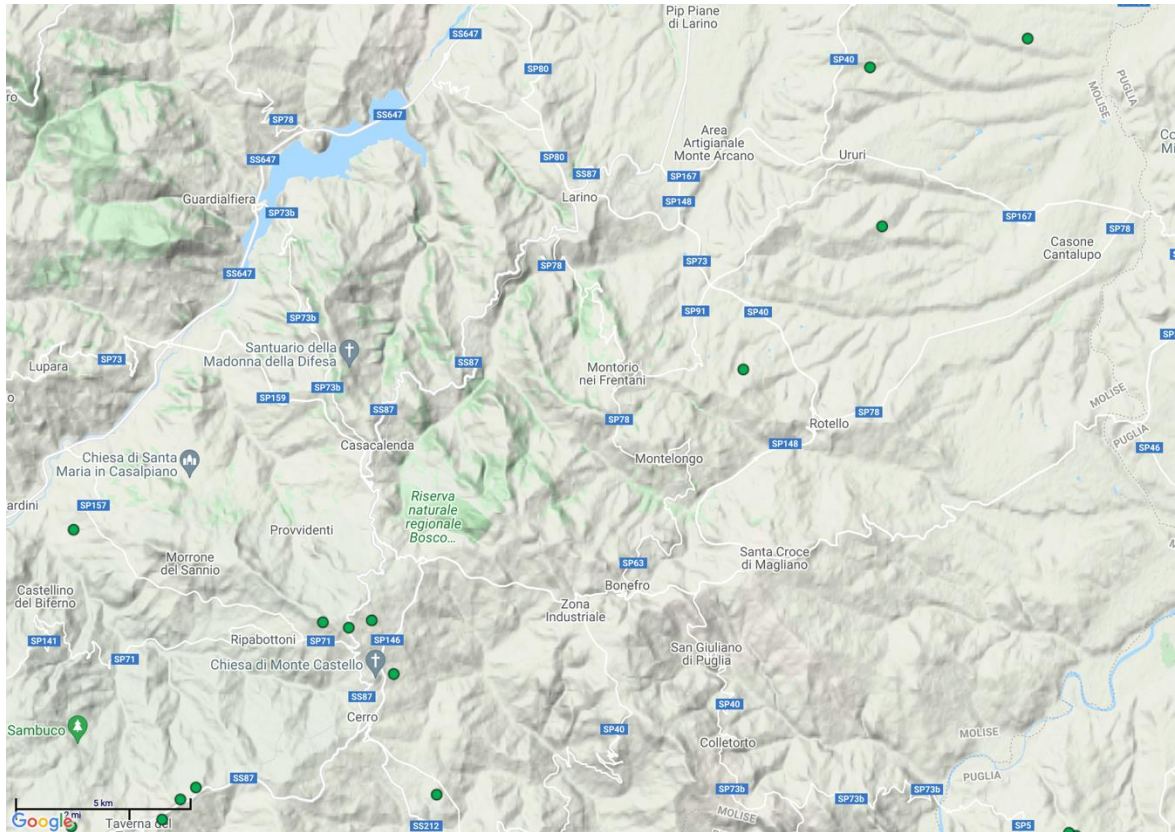 SS647
Pip Piane
di Larino
SP40
SP80
PUGLIA
MOLISE
SP78
SS647
Area
Artigianale
Monte Arcano
SS647
SP80
Ururi
SS87
SP167
Guardialfiera
Larino
SP148
SP73b
SP167
SP78
Casone
Cantalupo
SS647
SP78
SP73
SP91
SP40
SP73b
Santuario della
Madonna della Difesa
Lupara
SP73
SS87
Montorio
nei Frentani
SP73b
SP159
MOLISE
SS87
SP78
SP78
Rotello
PUGLIA
Casacalenda
SP148
SP46
Chiesa di Santa
Maria in Casalpiano
Montelongo
Riserva
naturale
regionale
Bosco...
ardini
SP157
Provvidenti
Morrone
del Sannio
Santa Croce
di Magliano
SP63
Bonefro
Castellino
del Biferno
Zona
Industriale
Ripabottoni
SP71
SP146
SP141
SP71
Chiesa di Monte Castello
San Giuliano
di Puglia
SS87
SP40
Cerro
Sambuco
SP40
MOLISE
Colletorto
PUGLIA
SS87
SP73b
SP73b
SP73b
5 km
2 mi
MOLISE
Google
Taverna del
SS212
SP5